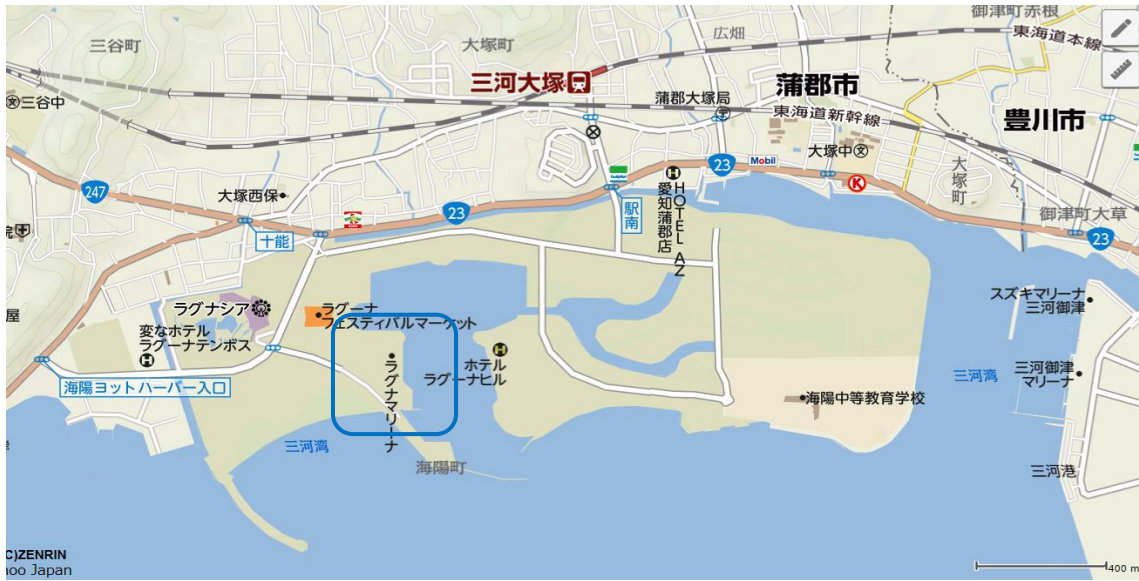 御津町赤根
三谷町
大塚町
広畑
東海道本線
三河大塚
蒲郡市
文三谷中
蒲郡大塚局
東海道新幹線
豊川市
大塚中文
23
Mobil
247
大塚西保
K
大塚町
23
駅南
HOTEL AZ
愛知蒲郡店
御津町大草
23
十能
院
ラグナシア
ラグーナ
フェスティバルマーケット
スズキマリーナ
三河御津
屋
変なホテル
ラグーナテンボス
H
ラグナマリーナ
ホテル
ラグーナヒル
海陽ヨットハーバー入口
三河湾
三河御津
マリーナ
海陽中等教育学校
三河湾
海陽町
三河港
C)ZENRIN
hoo Japan
400 m